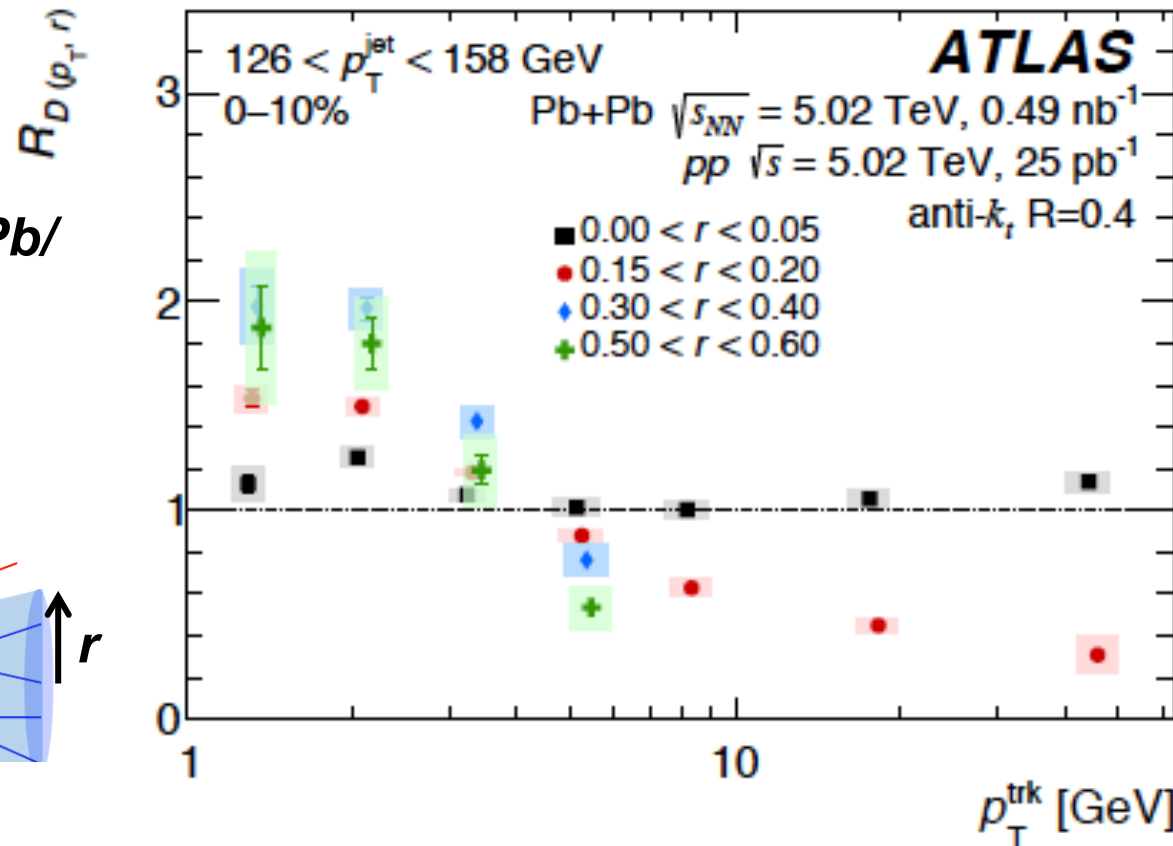 R_D (p_T, r)
126 < p_T^jet < 158 GeV
ATLAS
0–10%
Pb+Pb √s_NN = 5.02 TeV, 0.49 nb⁻¹
pp √s = 5.02 TeV, 25 pb⁻¹
anti-k_t R=0.4
0.00 < r < 0.05
0.15 < r < 0.20
0.30 < r < 0.40
0.50 < r < 0.60
Pb/
r
3
2
1
0
1
10
p_T^trk [GeV]